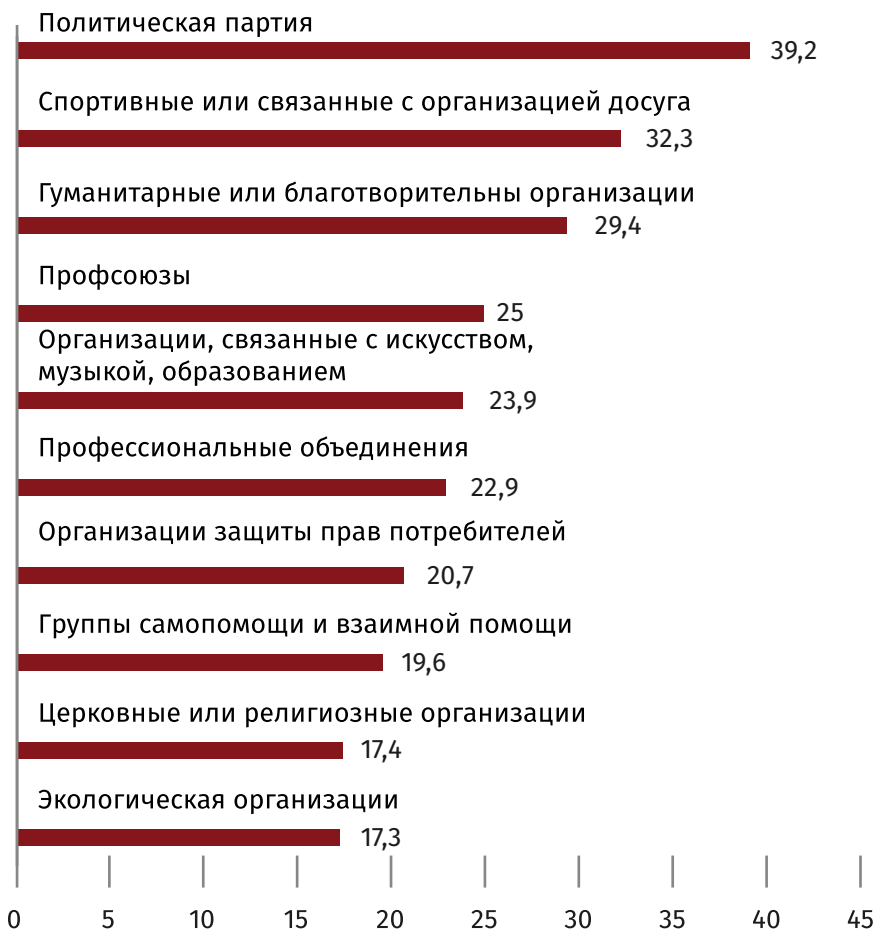 Политическая партия
39,2
Спортивные или связанные с организацией досуга
32,3
Гуманитарные или благотворительны организации
29,4
Профсоюзы
25
Организации, связанные с искусством,
музыкой, образованием
23,9
Профессиональные объединения
22,9
Организации защиты прав потребителей
20,7
Группы самопомощи и взаимной помощи
19,6
Церковные или религиозные организации
17,4
Экологическая организации
17,3
0 5 10 15 20 25 30 35 40 45